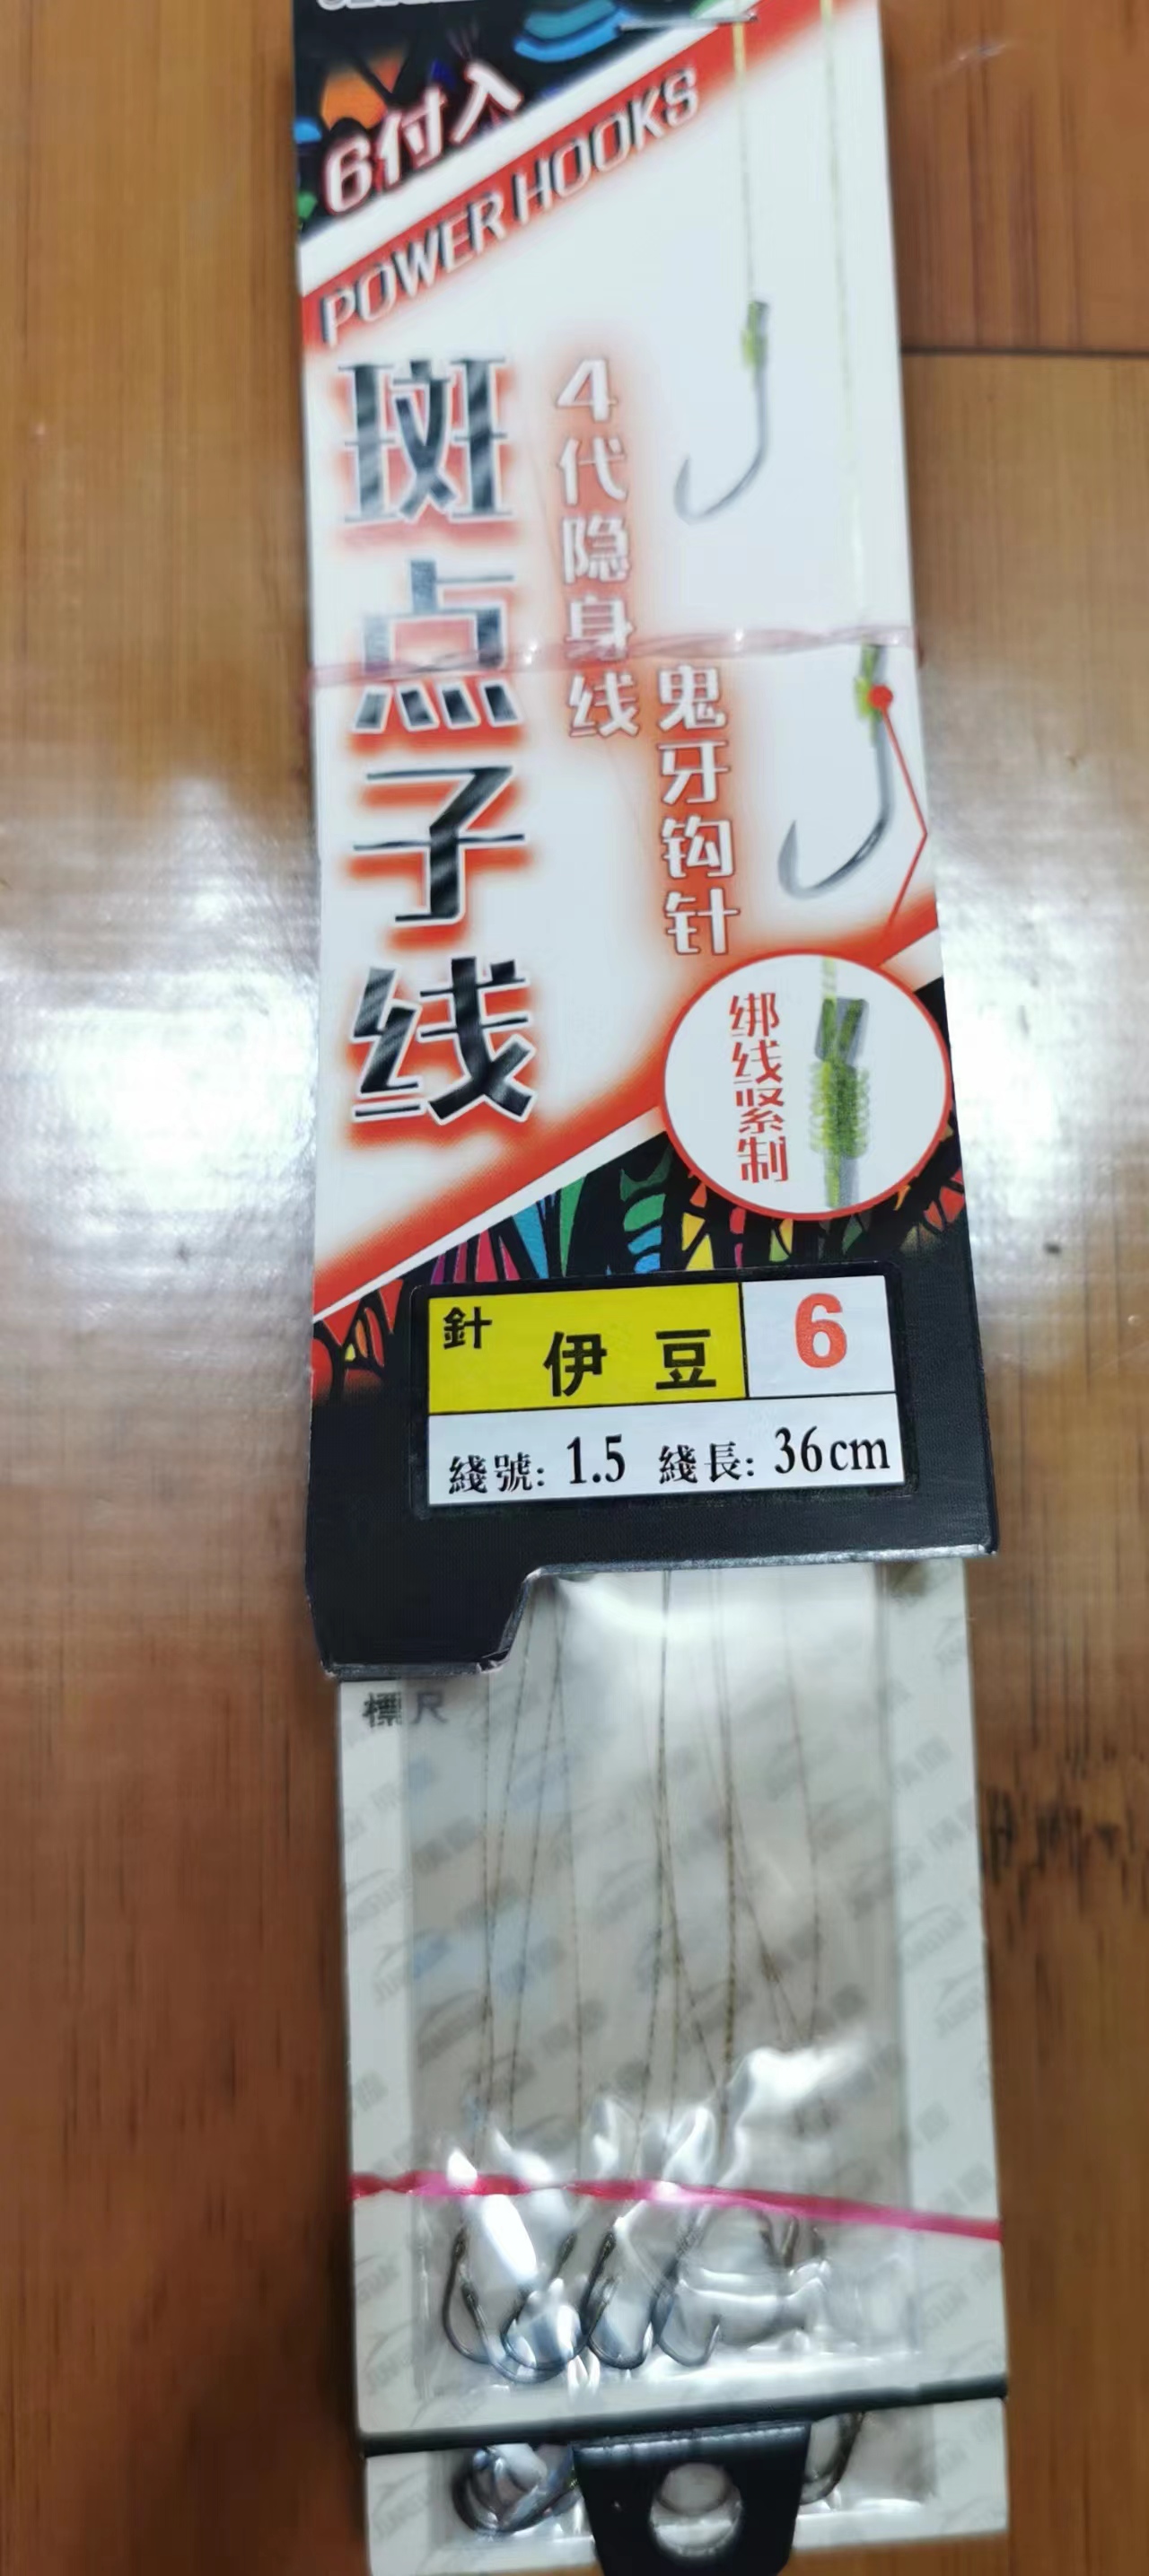 6付入
POWER HOOKS
斑点子线
4代隐身线
鬼牙钩针
绑线紧制
針 伊豆 6
綫號: 1.5 綫長: 36cm
標尺